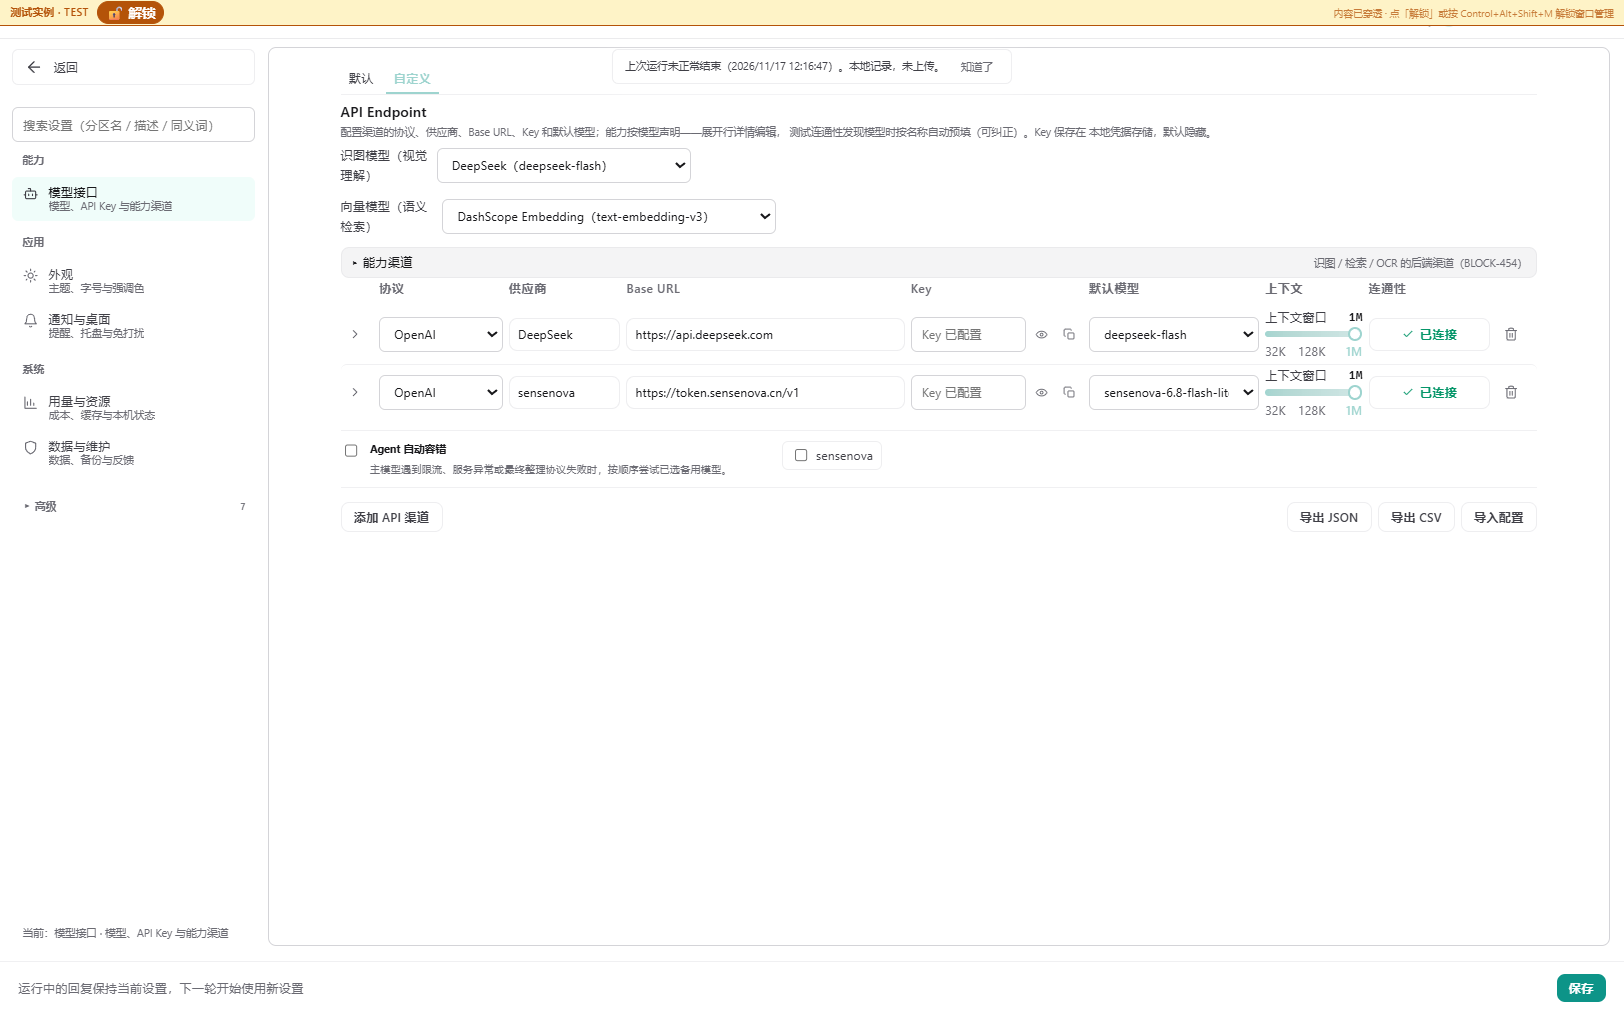 测试实例 · TEST 解锁 内容已穿透 · 点「解锁」或按 Control+Alt+Shift+M 解锁窗口管理
返回
搜索设置（分区名 / 描述 / 同义词）
能力
模型接口
模型、API Key 与能力渠道
应用
外观
主题、字号与强调色
通知与桌面
提醒、托盘与免打扰
系统
用量与资源
成本、缓存与本机状态
数据与维护
数据、备份与反馈
高级 7
当前：模型接口 · 模型、API Key 与能力渠道
上次运行未正常结束（2026/11/17 12:16:47）。本地记录，未上传。 知道了
默认 自定义
API Endpoint
配置渠道的协议、供应商、Base URL、Key 和默认模型；能力按模型声明——展开行详情编辑， 测试连通性发现模型时按名称自动预填（可纠正）。Key 保存在 本地凭据存储，默认隐藏。
识图模型（视觉
理解）
DeepSeek（deepseek-flash）
向量模型（语义
检索）
DashScope Embedding（text-embedding-v3）
能力渠道 识图 / 检索 / OCR 的后端渠道（BLOCK-454）
协议 供应商 Base URL Key 默认模型 上下文 连通性
OpenAI DeepSeek https://api.deepseek.com Key 已配置 deepseek-flash 上下文窗口 1M 已连接
32K 128K 1M
OpenAI sensenova https://token.sensenova.cn/v1 Key 已配置 sensenova-6.8-flash-lit 上下文窗口 1M 已连接
32K 128K 1M
Agent 自动容错
主模型遇到限流、服务异常或最终整理协议失败时，按顺序尝试已选备用模型。
sensenova
添加 API 渠道 导出 JSON 导出 CSV 导入配置
运行中的回复保持当前设置，下一轮开始使用新设置 保存